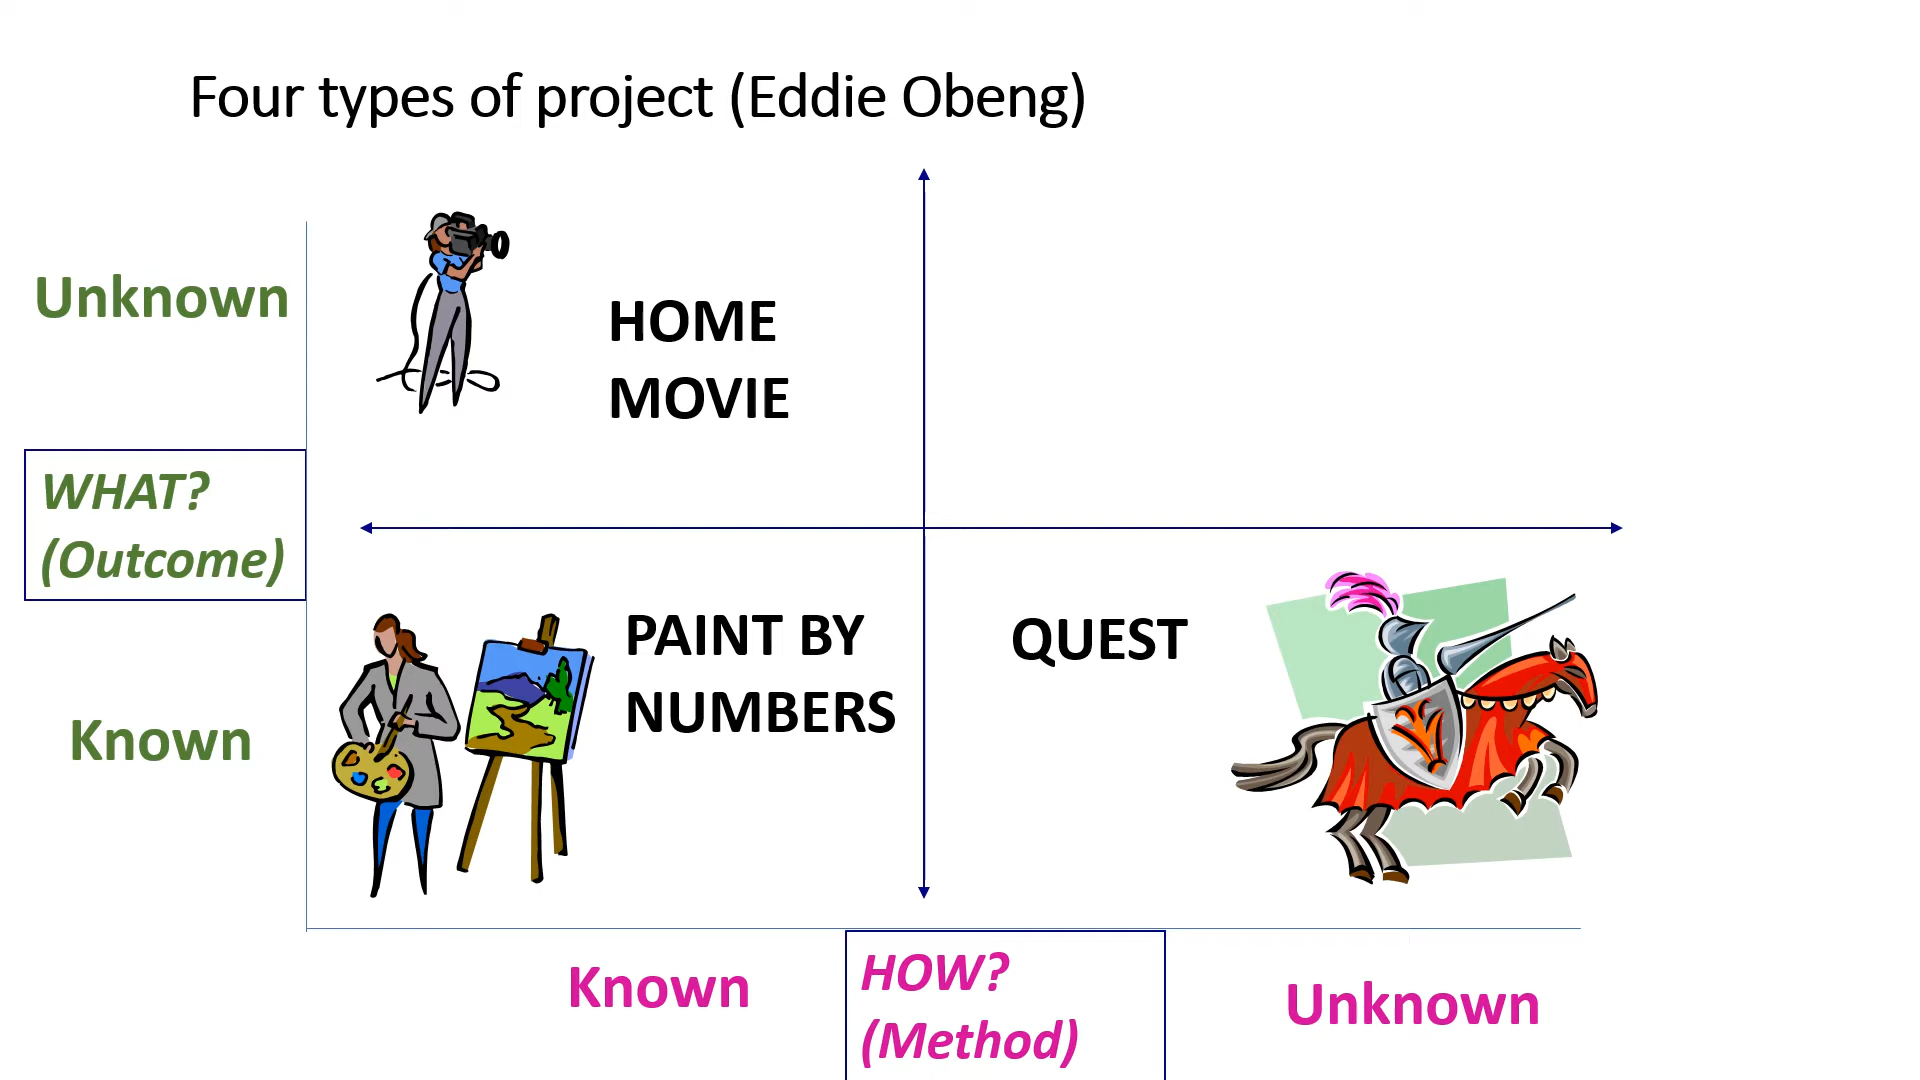 Four types of project (Eddie Obeng)
Unknown
HOME
MOVIE
WHAT?
(Outcome)
PAINT BY
NUMBERS
QUEST
Known
Known
HOW?
(Method)
Unknown